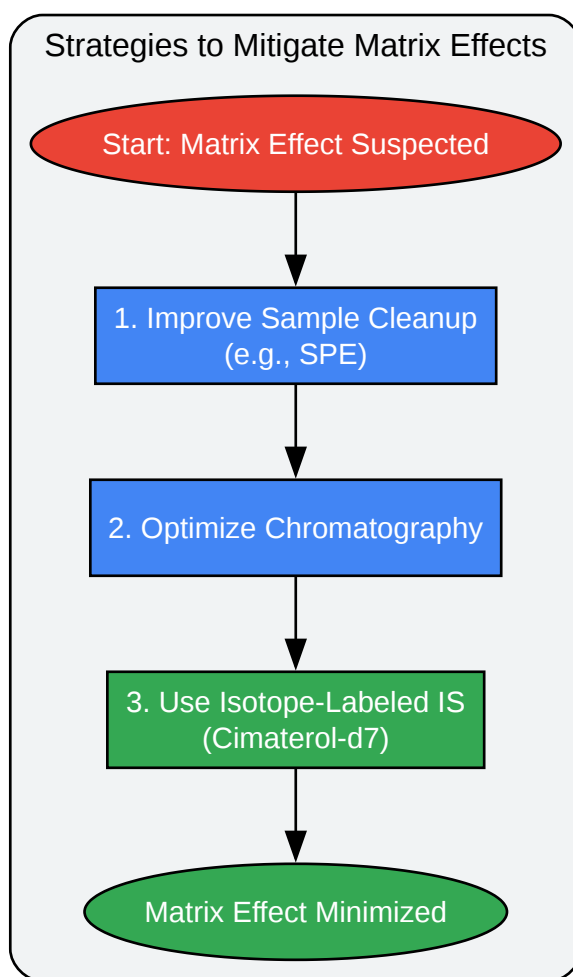 Strategies to Mitigate Matrix Effects
Start: Matrix Effect Suspected
1. Improve Sample Cleanup
(e.g., SPE)
2. Optimize Chromatography
3. Use Isotope-Labeled IS
(Cimaterol-d7)
Matrix Effect Minimized